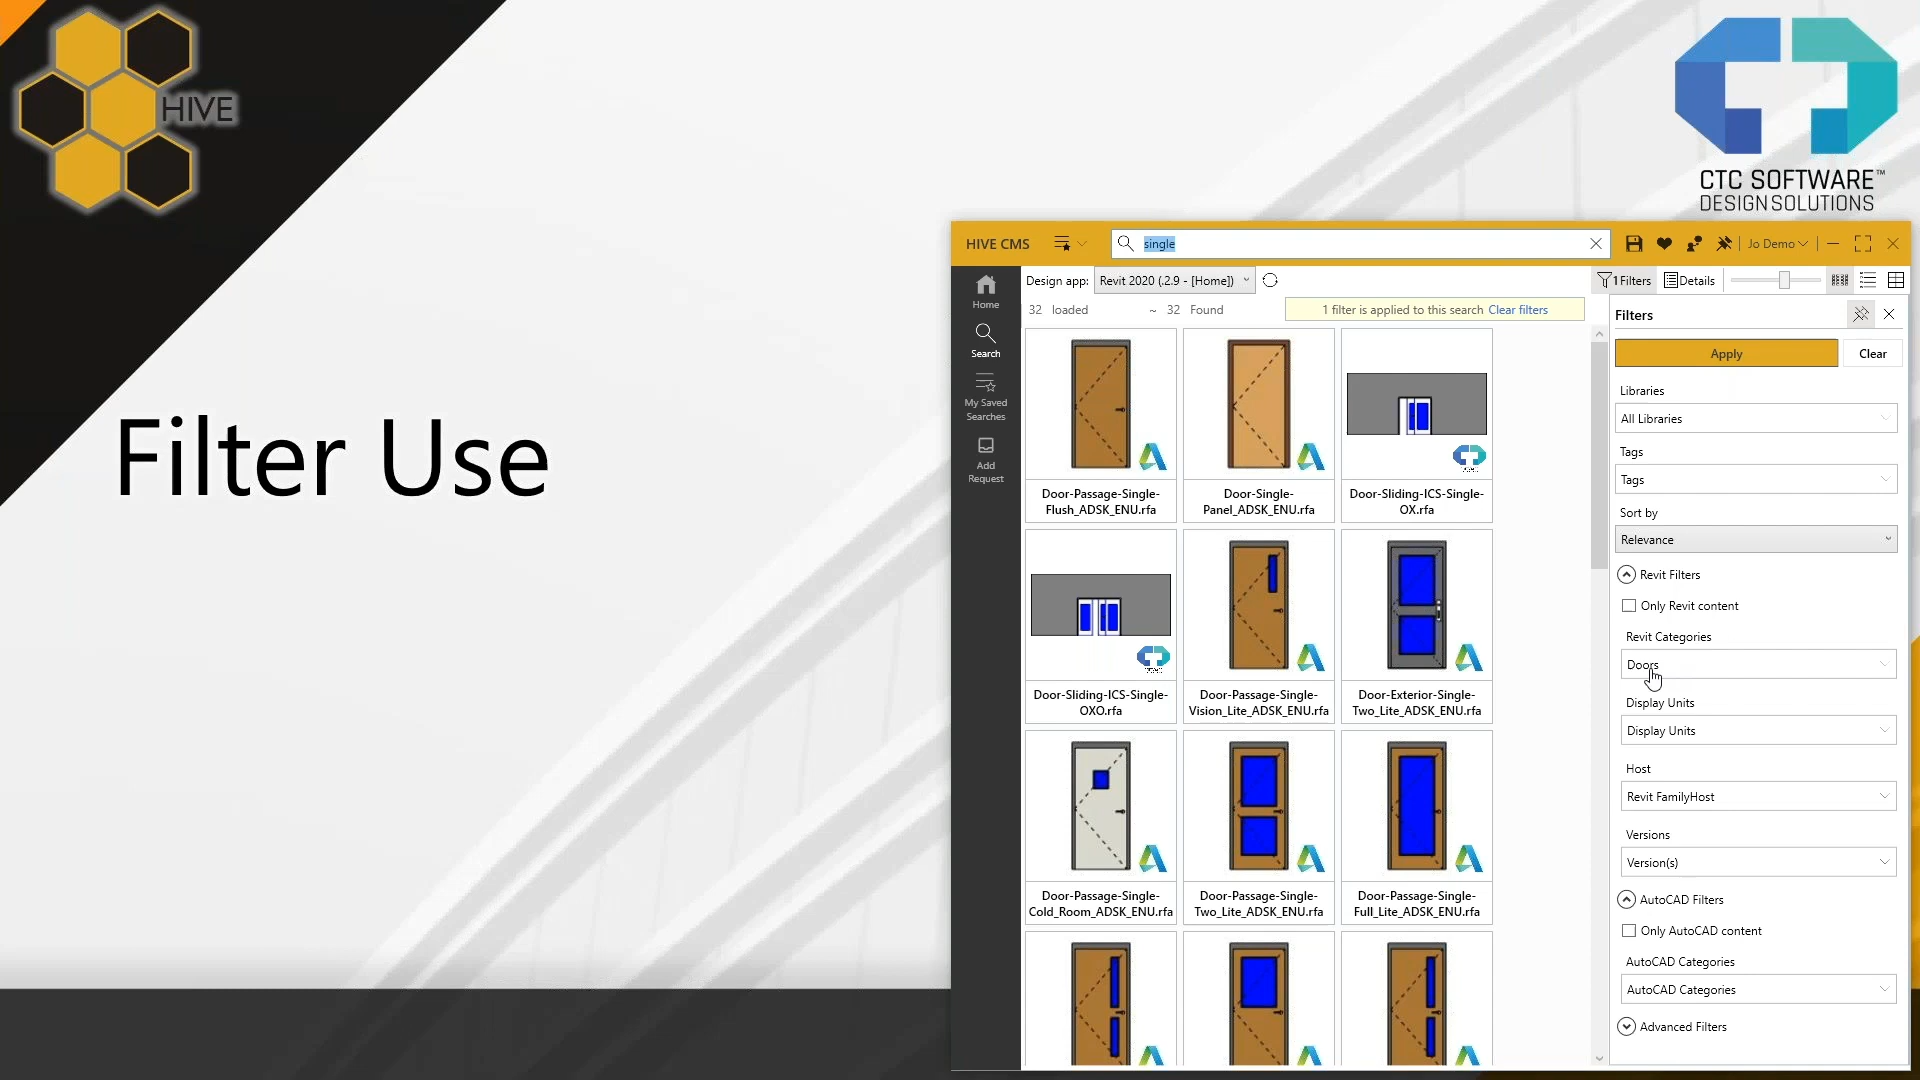 HIVE
CTC SOFTWARE™
DESIGN SOLUTIONS
Filter Use
HIVE CMS
single
Jo Demo
Home
Search
My Saved
Searches
Add
Request
Design app:
Revit 2020 (.2.9 - [Home])
1 Filters
Details
32 loaded
~ 32 Found
1 filter is applied to this search Clear filters
Door-Passage-Single-
Flush_ADSK_ENU.rfa
Door-Single-
Panel_ADSK_ENU.rfa
Door-Sliding-ICS-Single-
OX.rfa
Door-Sliding-ICS-Single-
OXO.rfa
Door-Passage-Single-
Vision_Lite_ADSK_ENU.rfa
Door-Exterior-Single-
Two_Lite_ADSK_ENU.rfa
Door-Passage-Single-
Cold_Room_ADSK_ENU.rfa
Door-Passage-Single-
Two_Lite_ADSK_ENU.rfa
Door-Passage-Single-
Full_Lite_ADSK_ENU.rfa
Filters
Apply
Clear
Libraries
All Libraries
Tags
Tags
Sort by
Relevance
Revit Filters
Only Revit content
Revit Categories
Doors
Display Units
Display Units
Host
Revit FamilyHost
Versions
Version(s)
AutoCAD Filters
Only AutoCAD content
AutoCAD Categories
AutoCAD Categories
Advanced Filters